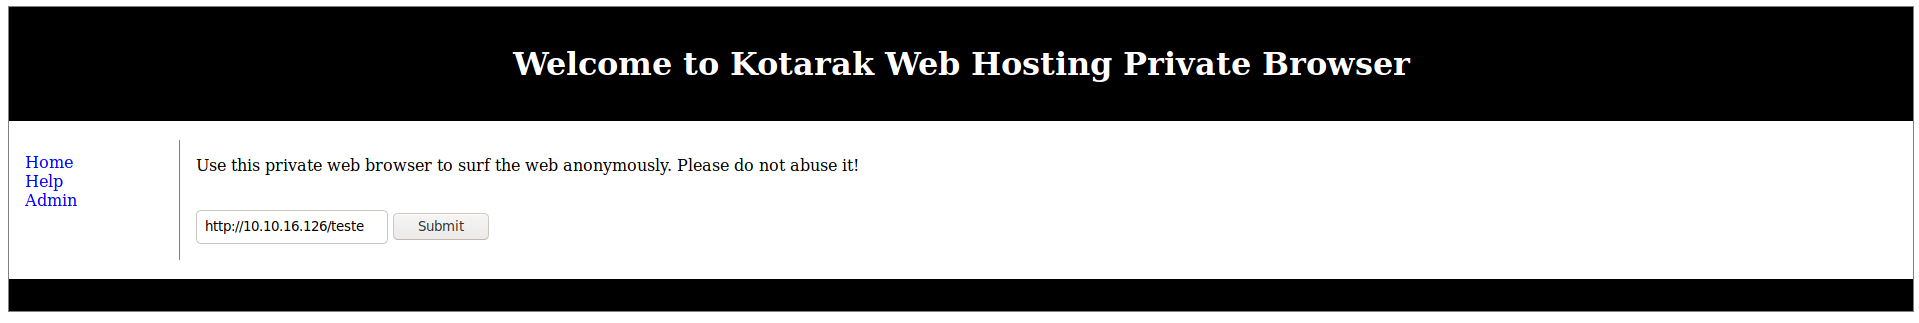 Welcome to Kotarak Web Hosting Private Browser
Home
Help
Admin
Use this private web browser to surf the web anonymously. Please do not abuse it!
http://10.10.16.126/teste
Submit